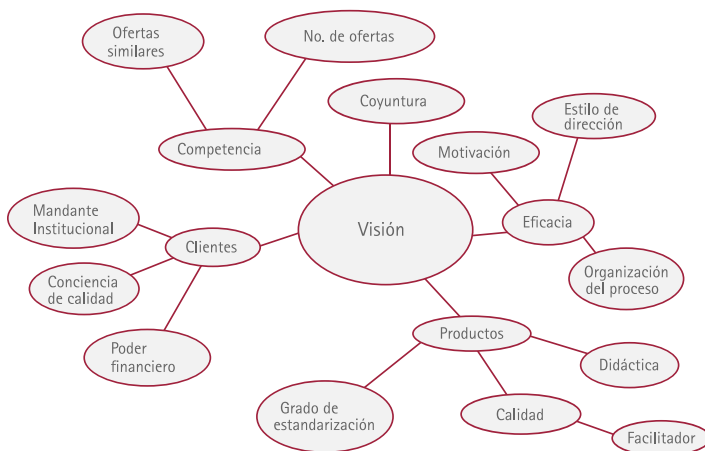 Ofertas
similares
No. de ofertas
Coyuntura
Estilo de
dirección
Competencia
Motivación
Mandante
Institucional
Clientes
Visión
Eficacia
Conciencia
de calidad
Organización
del proceso
Poder
financiero
Productos
Didáctica
Grado de
estandarización
Calidad
Facilitador